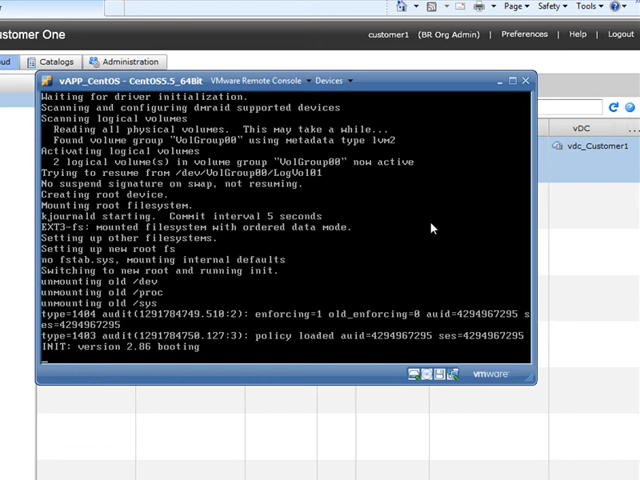 Page
Safety
Tools
ustomer One
customer1 (BR Org Admin)
Preferences
Help
Logout
oud
Catalogs
Administration
vAPP_CentOS - CentOS5.5_64Bit
VMware Remote Console
Devices
vDC
vdc_Customer1
Waiting for driver initialization.
Scanning and configuring dmraid supported devices
Scanning logical volumes
Reading all physical volumes. This may take a while...
Found volume group "VolGroup00" using metadata type lvm2
Activating logical volumes
2 logical volume(s) in volume group "VolGroup00" now active
Trying to resume from /dev/VolGroup00/LogVol01
No suspend signature on swap, not resuming.
Creating root device.
Mounting root filesystem.
kjournald starting. Commit interval 5 seconds
EXT3-fs: mounted filesystem with ordered data mode.
Setting up other filesystems.
Setting up new root fs
no fstab.sys, mounting internal defaults
Switching to new root and running init.
unmounting old /dev
unmounting old /proc
unmounting old /sys
type=1404 audit(1291784749.510:2): enforcing=1 old_enforcing=0 auid=4294967295 s
es=4294967295
type=1403 audit(1291784750.127:3): policy loaded auid=4294967295 ses=4294967295
INIT: version 2.86 booting
vmware